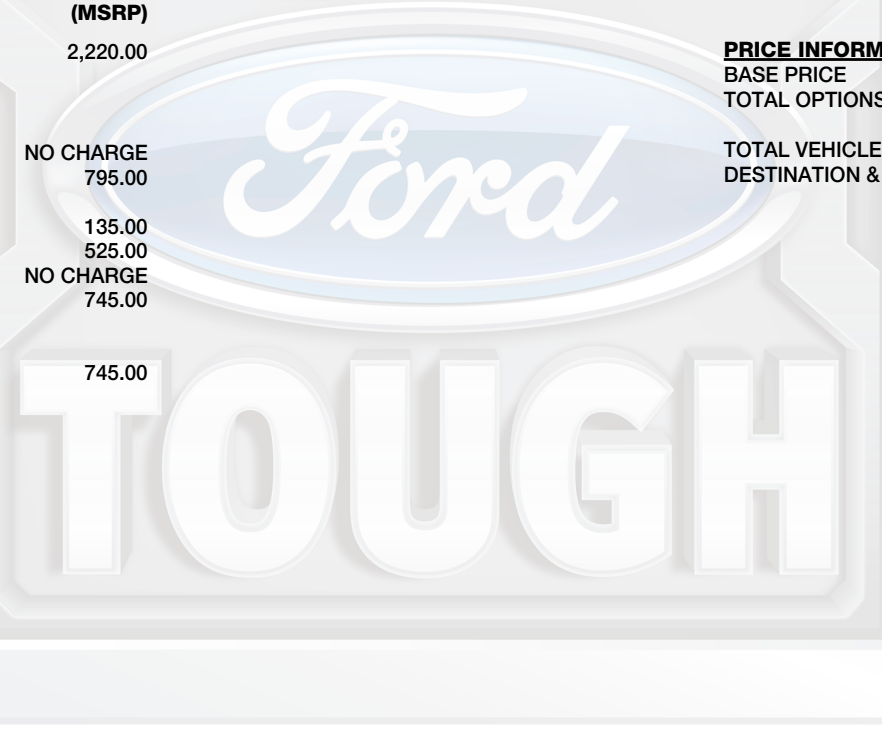 (MSRP)
2,220.00
NO CHARGE
795.00
135.00
525.00
NO CHARGE
745.00
745.00
PRICE INFORM
BASE PRICE
TOTAL OPTIONS
TOTAL VEHICLE
DESTINATION &
Ford
TOUGH